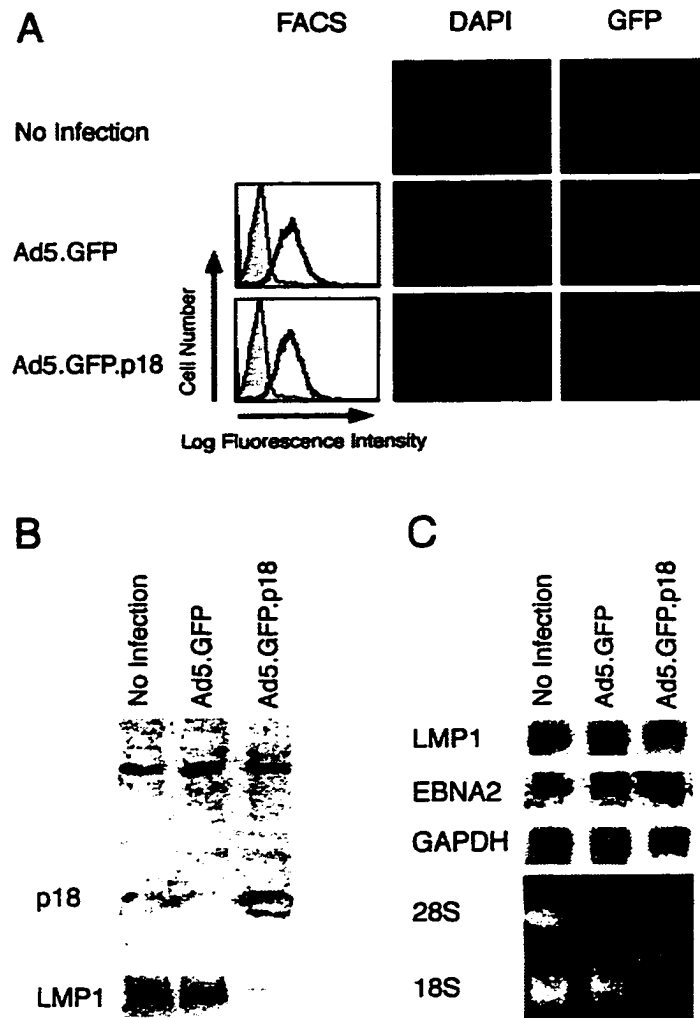 A
FACS DAPI GFP
No Infection
Ad5.GFP
Ad5.GFP.p18
Cell Number
Log Fluorescence Intensity
B
No Infection
Ad5.GFP
Ad5.GFP.p18
p18
LMP1
C
No Infection
Ad5.GFP
Ad5.GFP.p18
LMP1
EBNA2
GAPDH
28S
18S